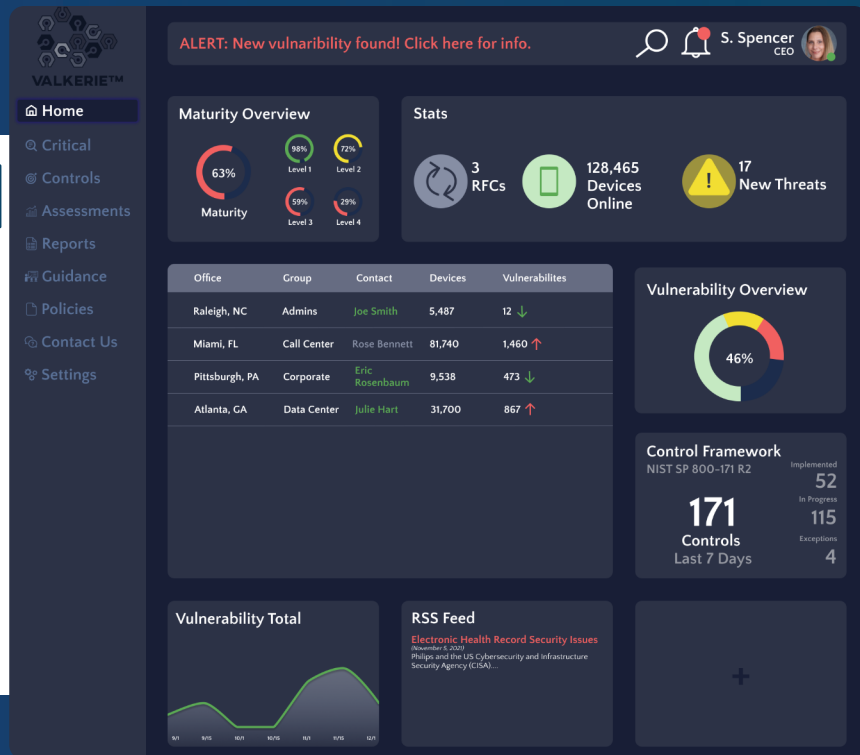 VALKERIE™
Home
Critical
Controls
Assessments
Reports
Guidance
Policies
Contact Us
Settings
ALERT: New vulnaribility found! Click here for info.
S. Spencer
CEO
Maturity Overview
63%
Maturity
98%
Level 1
72%
Level 2
59%
Level 3
29%
Level 4
Stats
3
RFCs
128,465
Devices
Online
17
New Threats
Office Group Contact Devices Vulnerabilites
Raleigh, NC Admins Joe Smith 5,487 12 ↓
Miami, FL Call Center Rose Bennett 81,740 1,460 ↑
Pittsburgh, PA Corporate Eric Rosenbaum 9,538 473 ↓
Atlanta, GA Data Center Julie Hart 31,700 867 ↑
Vulnerability Overview
46%
Control Framework
NIST SP 800-171 R2
171
Controls
Last 7 Days
Implemented
52
In Progress
115
Exceptions
4
Vulnerability Total
9/1 9/15 10/1 10/15 11/1 11/15 12/1
RSS Feed
Electronic Health Record Security Issues
(November 5, 2021)
Philips and the US Cybersecurity and Infrastructure
Security Agency (CISA)...
+